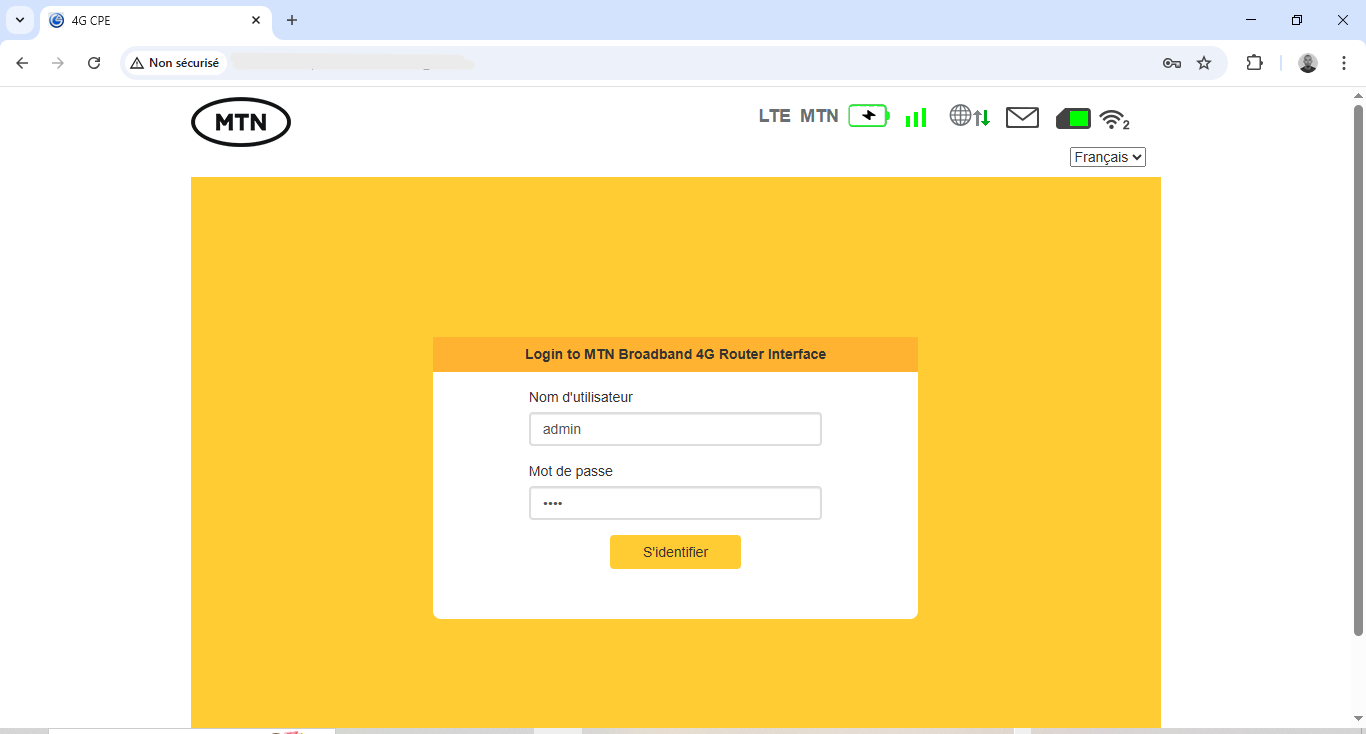 4G CPE
Non sécurisé
MTN
LTE MTN
2
Français
Login to MTN Broadband 4G Router Interface
Nom d'utilisateur
admin
Mot de passe
••••
S'identifier